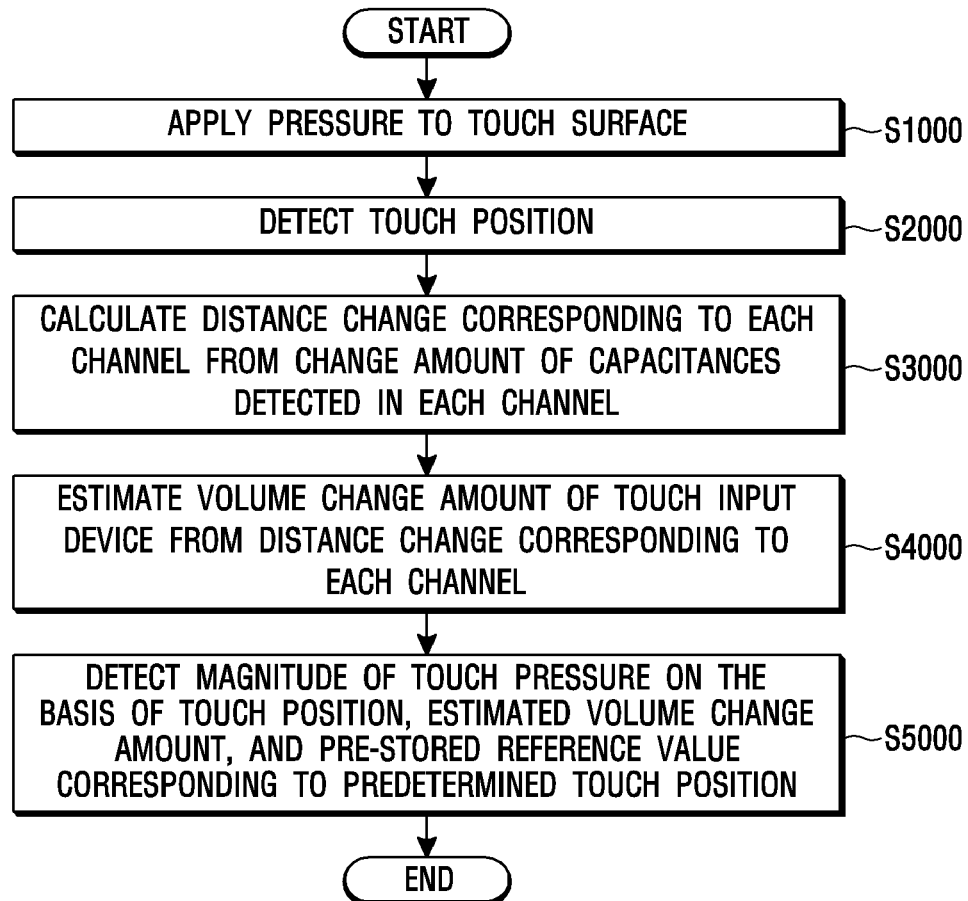 START
APPLY PRESSURE TO TOUCH SURFACE
S1000
DETECT TOUCH POSITION
S2000
CALCULATE DISTANCE CHANGE CORRESPONDING TO EACH
CHANNEL FROM CHANGE AMOUNT OF CAPACITANCES
DETECTED IN EACH CHANNEL
S3000
ESTIMATE VOLUME CHANGE AMOUNT OF TOUCH INPUT
DEVICE FROM DISTANCE CHANGE CORRESPONDING TO
EACH CHANNEL
S4000
DETECT MAGNITUDE OF TOUCH PRESSURE ON THE
BASIS OF TOUCH POSITION, ESTIMATED VOLUME CHANGE
AMOUNT, AND PRE-STORED REFERENCE VALUE
CORRESPONDING TO PREDETERMINED TOUCH POSITION
S5000
END